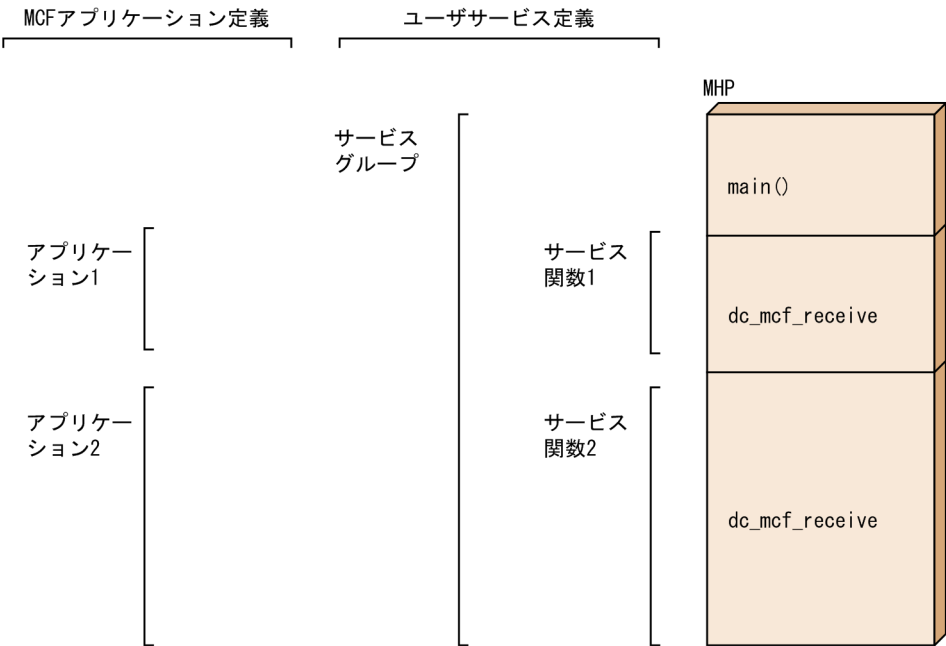 MCFアプリケーション定義
ユーザサービス定義
MHP
サービス
グループ
main()
アプリケー
ション1
サービス
関数1
dc_mcf_receive
アプリケー
ション2
サービス
関数2
dc_mcf_receive